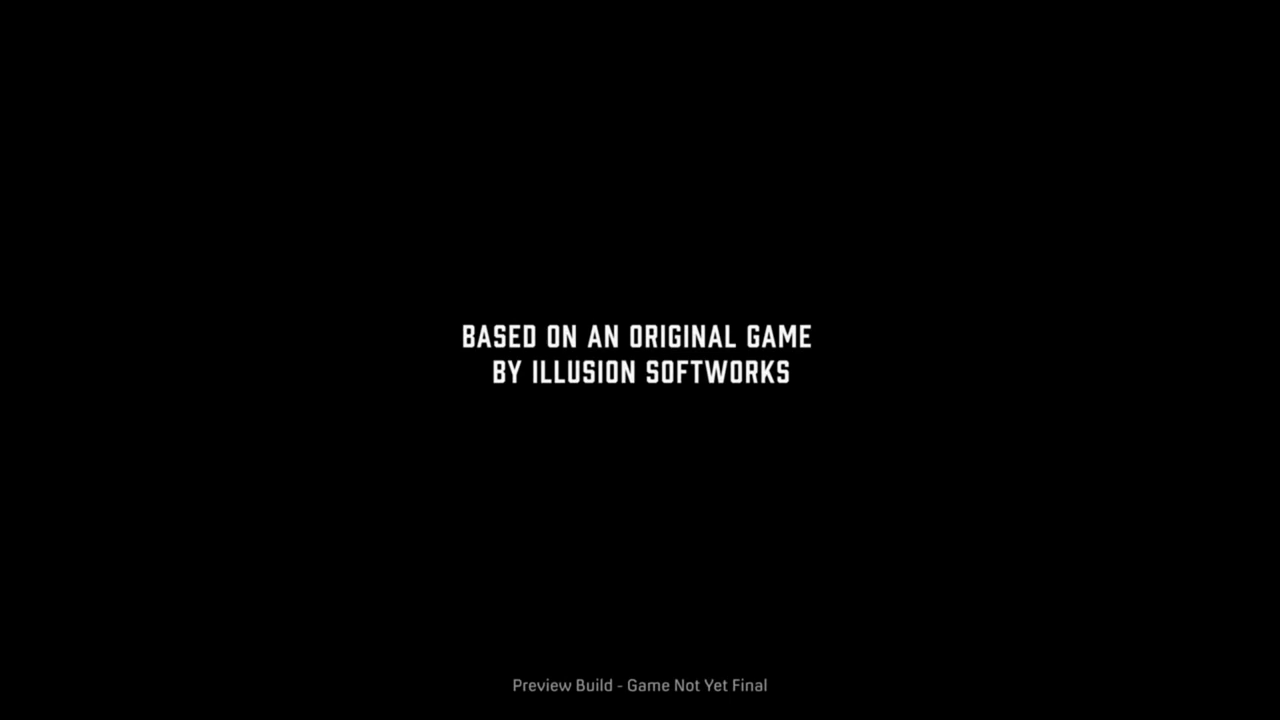 BASED ON AN ORIGINAL GAME
BY ILLUSION SOFTWORKS
Preview Build - Game Not Yet Final